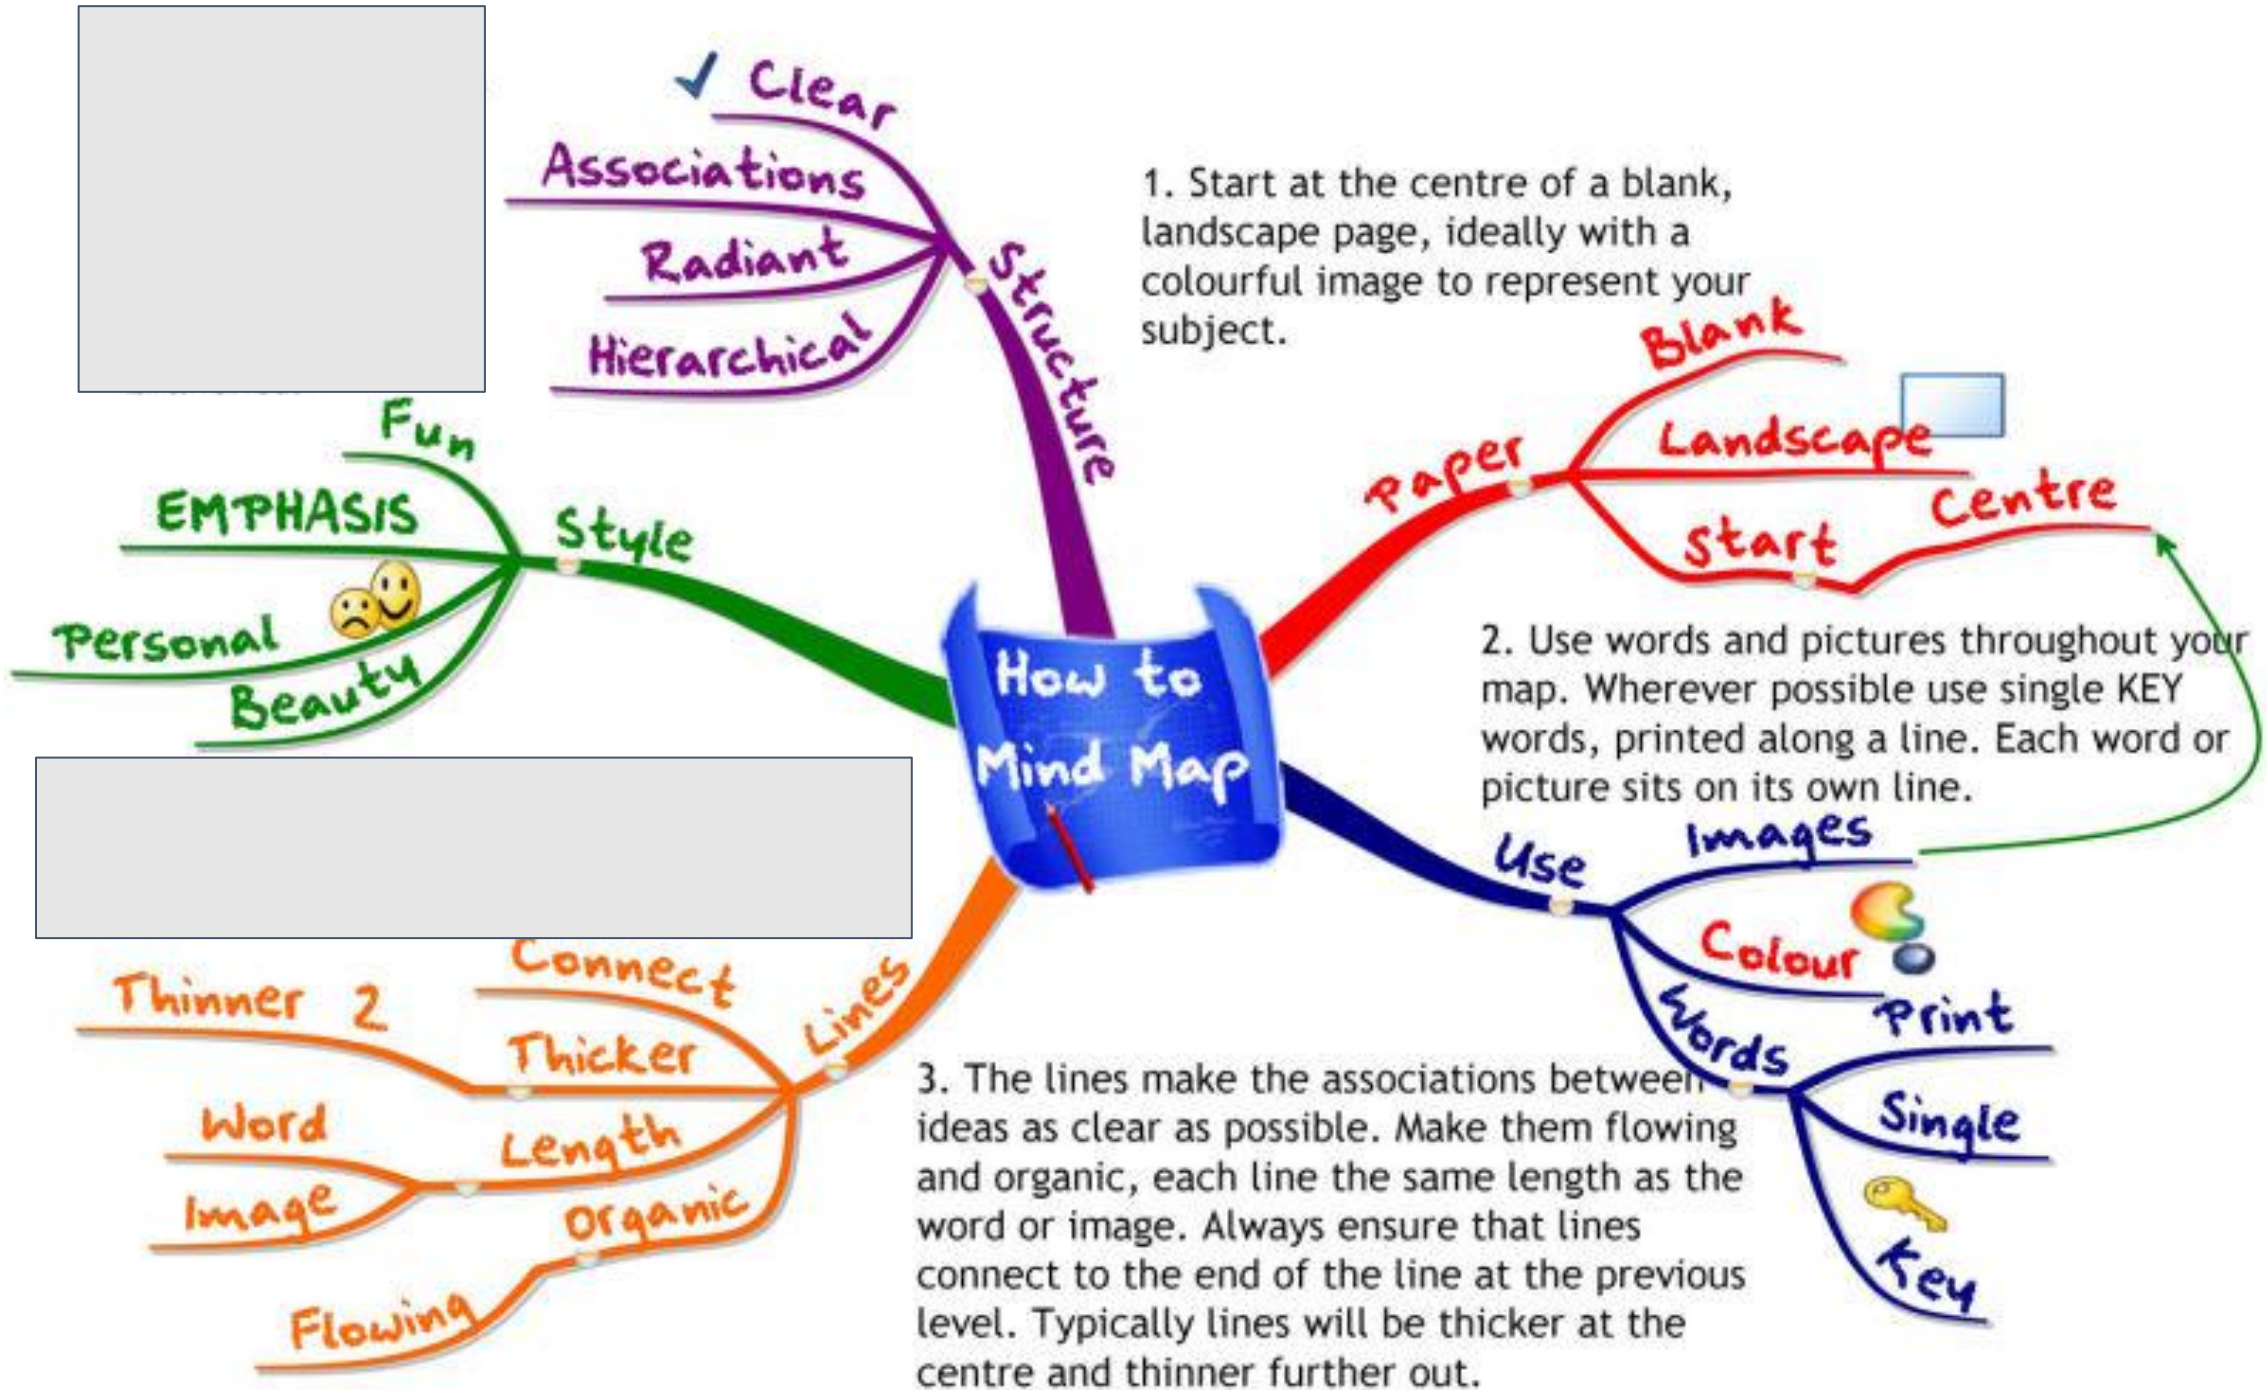 Clear
Associations
Radiant
Hierarchical
Structure
1. Start at the centre of a blank,
landscape page, ideally with a
colourful image to represent your
subject.
Blank
Landscape
Paper
Start
Centre
Fun
EMPHASIS
Style
Personal
Beauty
How to
Mind Map
2. Use words and pictures throughout your
map. Wherever possible use single KEY
words, printed along a line. Each word or
picture sits on its own line.
Use
Images
Colour
Words
Print
Single
Key
Lines
Connect
Thinner 2
Thicker
Word
Length
Image
Organic
Flowing
3. The lines make the associations between
ideas as clear as possible. Make them flowing
and organic, each line the same length as the
word or image. Always ensure that lines
connect to the end of the line at the previous
level. Typically lines will be thicker at the
centre and thinner further out.